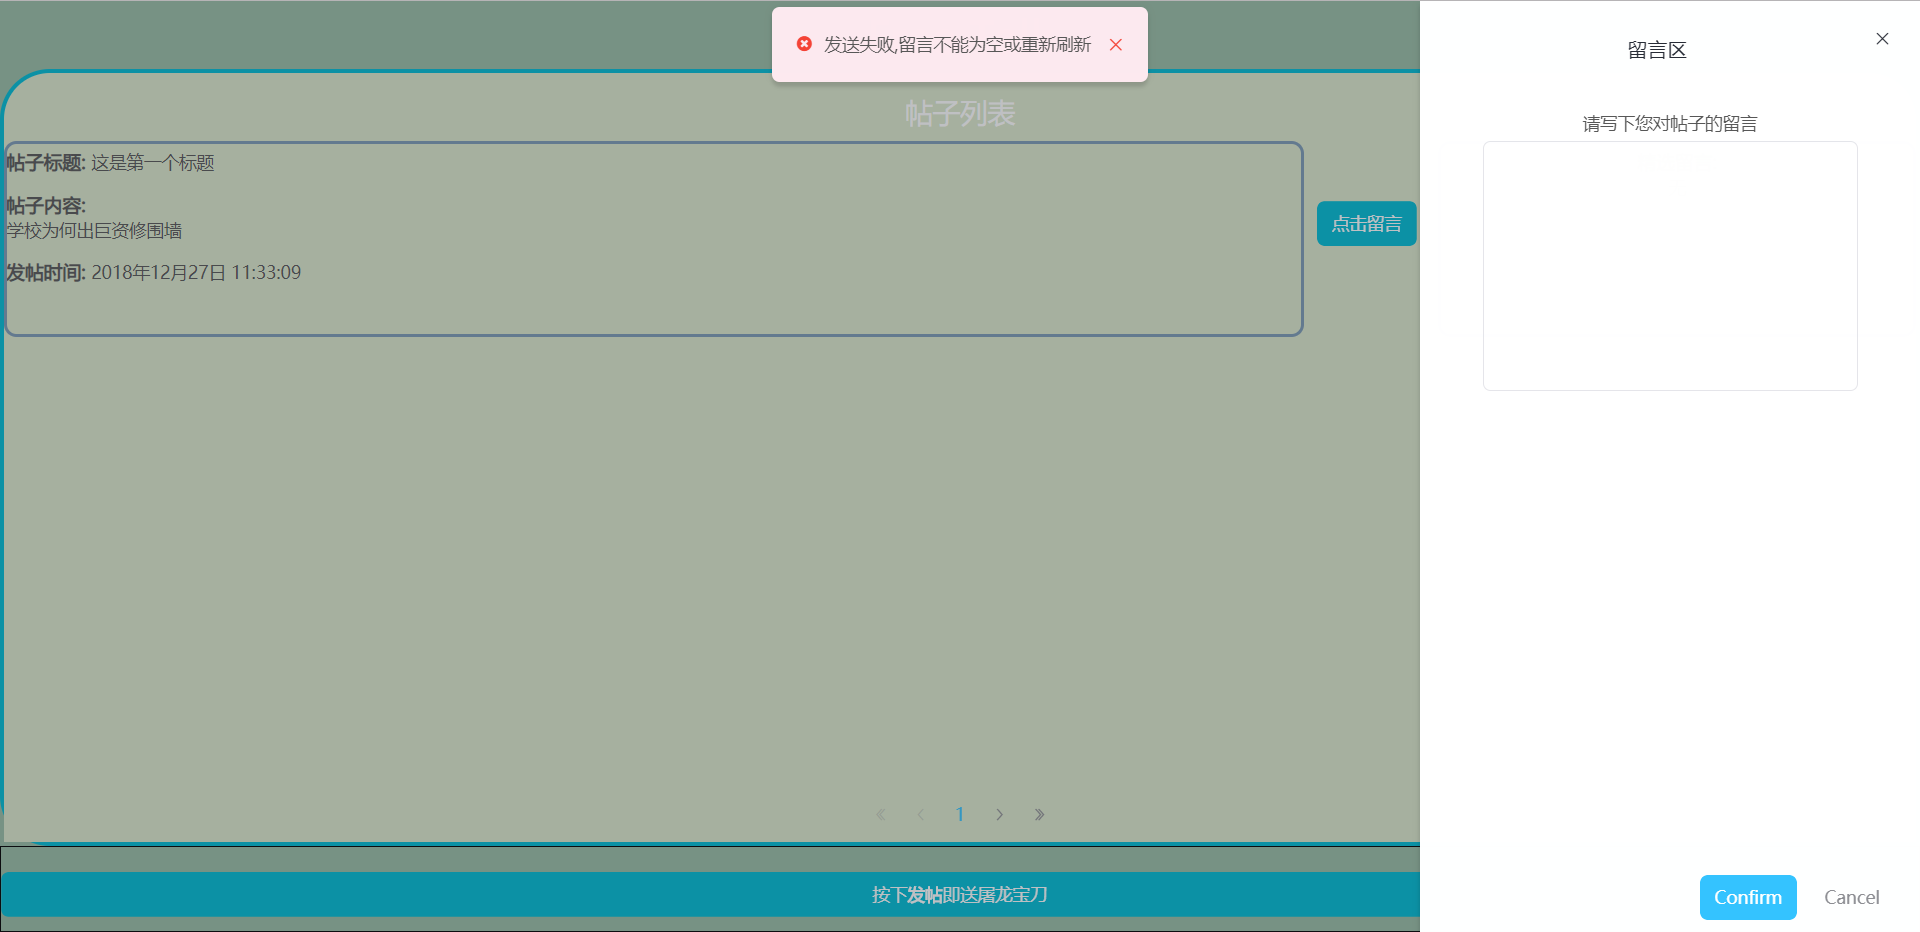 发送失败,留言不能为空或重新刷新
帖子列表
帖子标题: 这是第一个标题
帖子内容:
学校为何出巨资修围墙
发帖时间: 2018年12月27日 11:33:09
点击留言
1
按下发帖即送屠龙宝刀
留言区
请写下您对帖子的留言
Confirm
Cancel